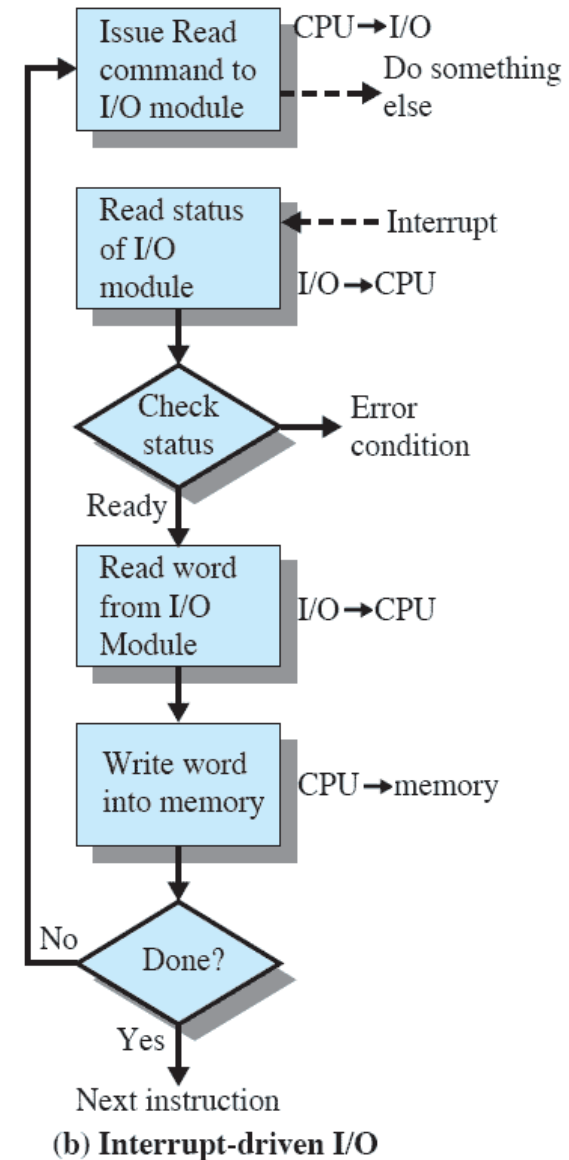 Issue Read
command to
I/O module
CPU→I/O
Do something
else
Read status
of I/O
module
Interrupt
I/O→CPU
Check
status
Error
condition
Ready
Read word
from I/O
Module
I/O→CPU
Write word
into memory
CPU→memory
No
Done?
Yes
Next instruction
(b) Interrupt-driven I/O